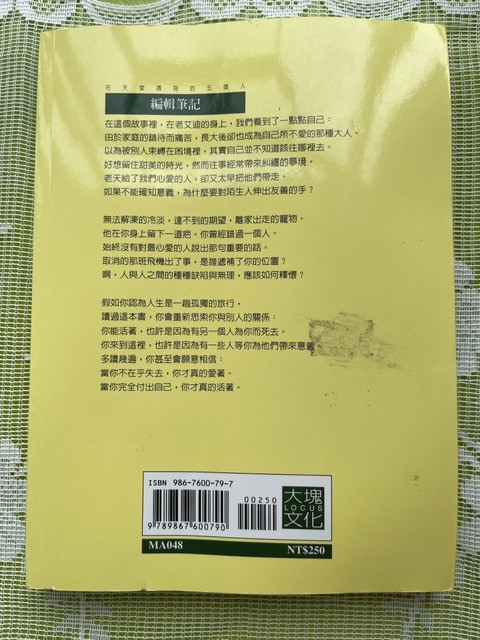 在天堂遇見的五個人
編輯筆記
在這個故事裡，在老艾迪的身上，我們看到了一點點自己：
由於家庭的錯待而痛苦，長大後卻也成為自己所不愛的那種大人。
以為被別人束縛在困境裡，其實自己並不知道該往哪裡去。
好想留住甜美的時光，然而往事經常帶來糾纏的夢境。
老天給了我們心愛的人，卻又太早把他們帶走。
如果不能確知意義，為什麼要對陌生人伸出友善的手？
無法解凍的冷淡，達不到的期望，離家出走的寵物。
他在你身上留下一道疤。你曾經錯過一個人。
始終沒有對最心愛的人說出那句重要的話。
取消的那班飛機出了事，是誰遞補了你的位置？
啊，人與人之間的種種缺陷與無理，應該如何釋懷？
假如你認為人生是一趟孤獨的旅行，
讀過這本書，你會重新思索你與別人的關係：
你能活著，也許是因為有另一個人為你而死去。
你來到這裡，也許是因為有一些人等你為他們帶來意義
多讀幾遍，你甚至會願意相信：
當你不在乎失去，你才真的愛著。
當你完全付出自己，你才真的活著。
ISBN 986-7600-79-7
00250
9 789867 600790
大塊
LOCUS
文化
MA048 NT$250